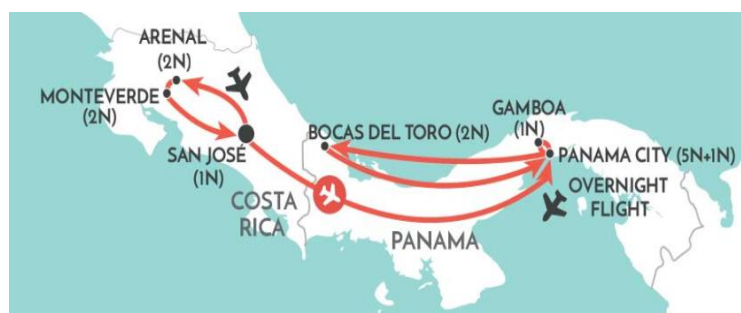 ARENAL
(2N)
MONTEVERDE
(2N)
SAN JOSÉ
(1N)
COSTA
RICA
BOCAS DEL TORO (2N)
GAMBOA
(1N)
PANAMA CITY (5N+1N)
OVERNIGHT
FLIGHT
PANAMA